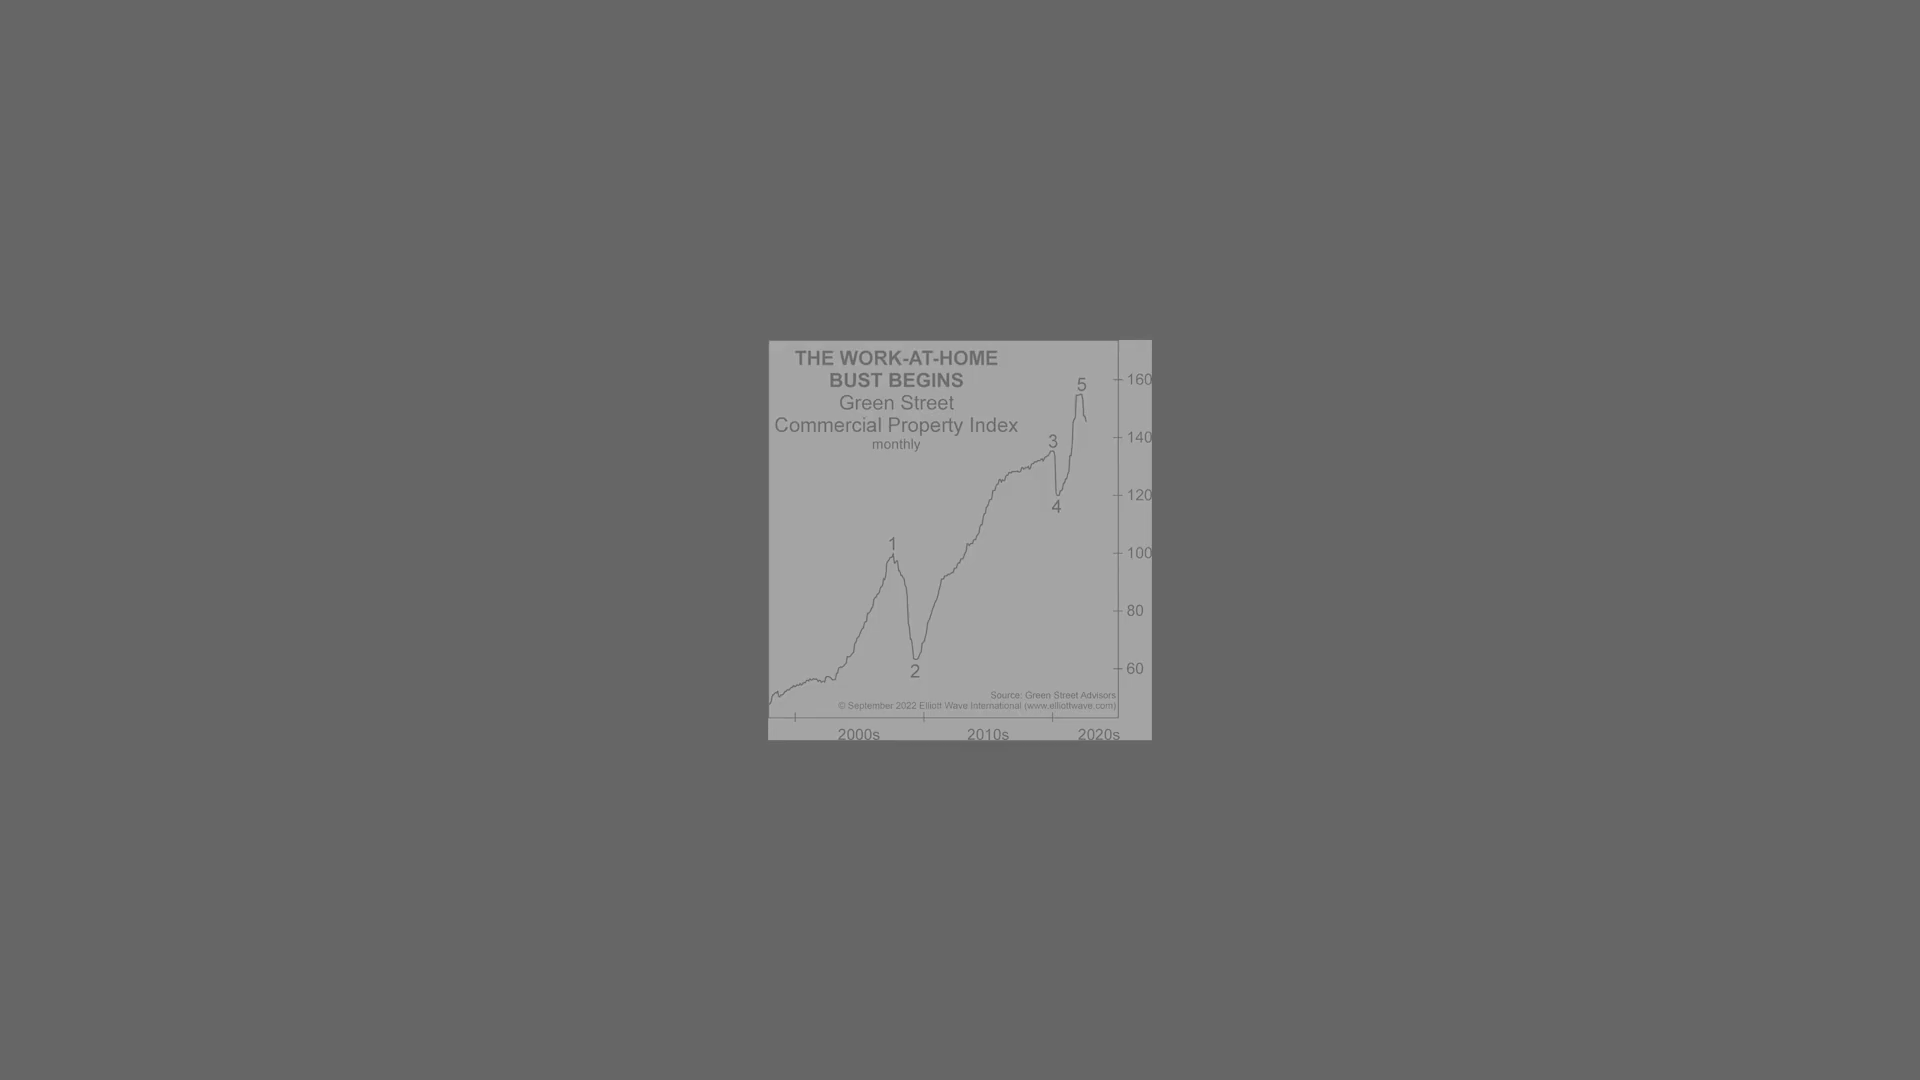 THE WORK-AT-HOME
BUST BEGINS
Green Street
Commercial Property Index
monthly
160
5
140
3
120
4
1
100
80
60
2
Source: Green Street Advisors
© September 2022 Elliott Wave International (www.elliottwave.com)
2000s 2010s 2020s